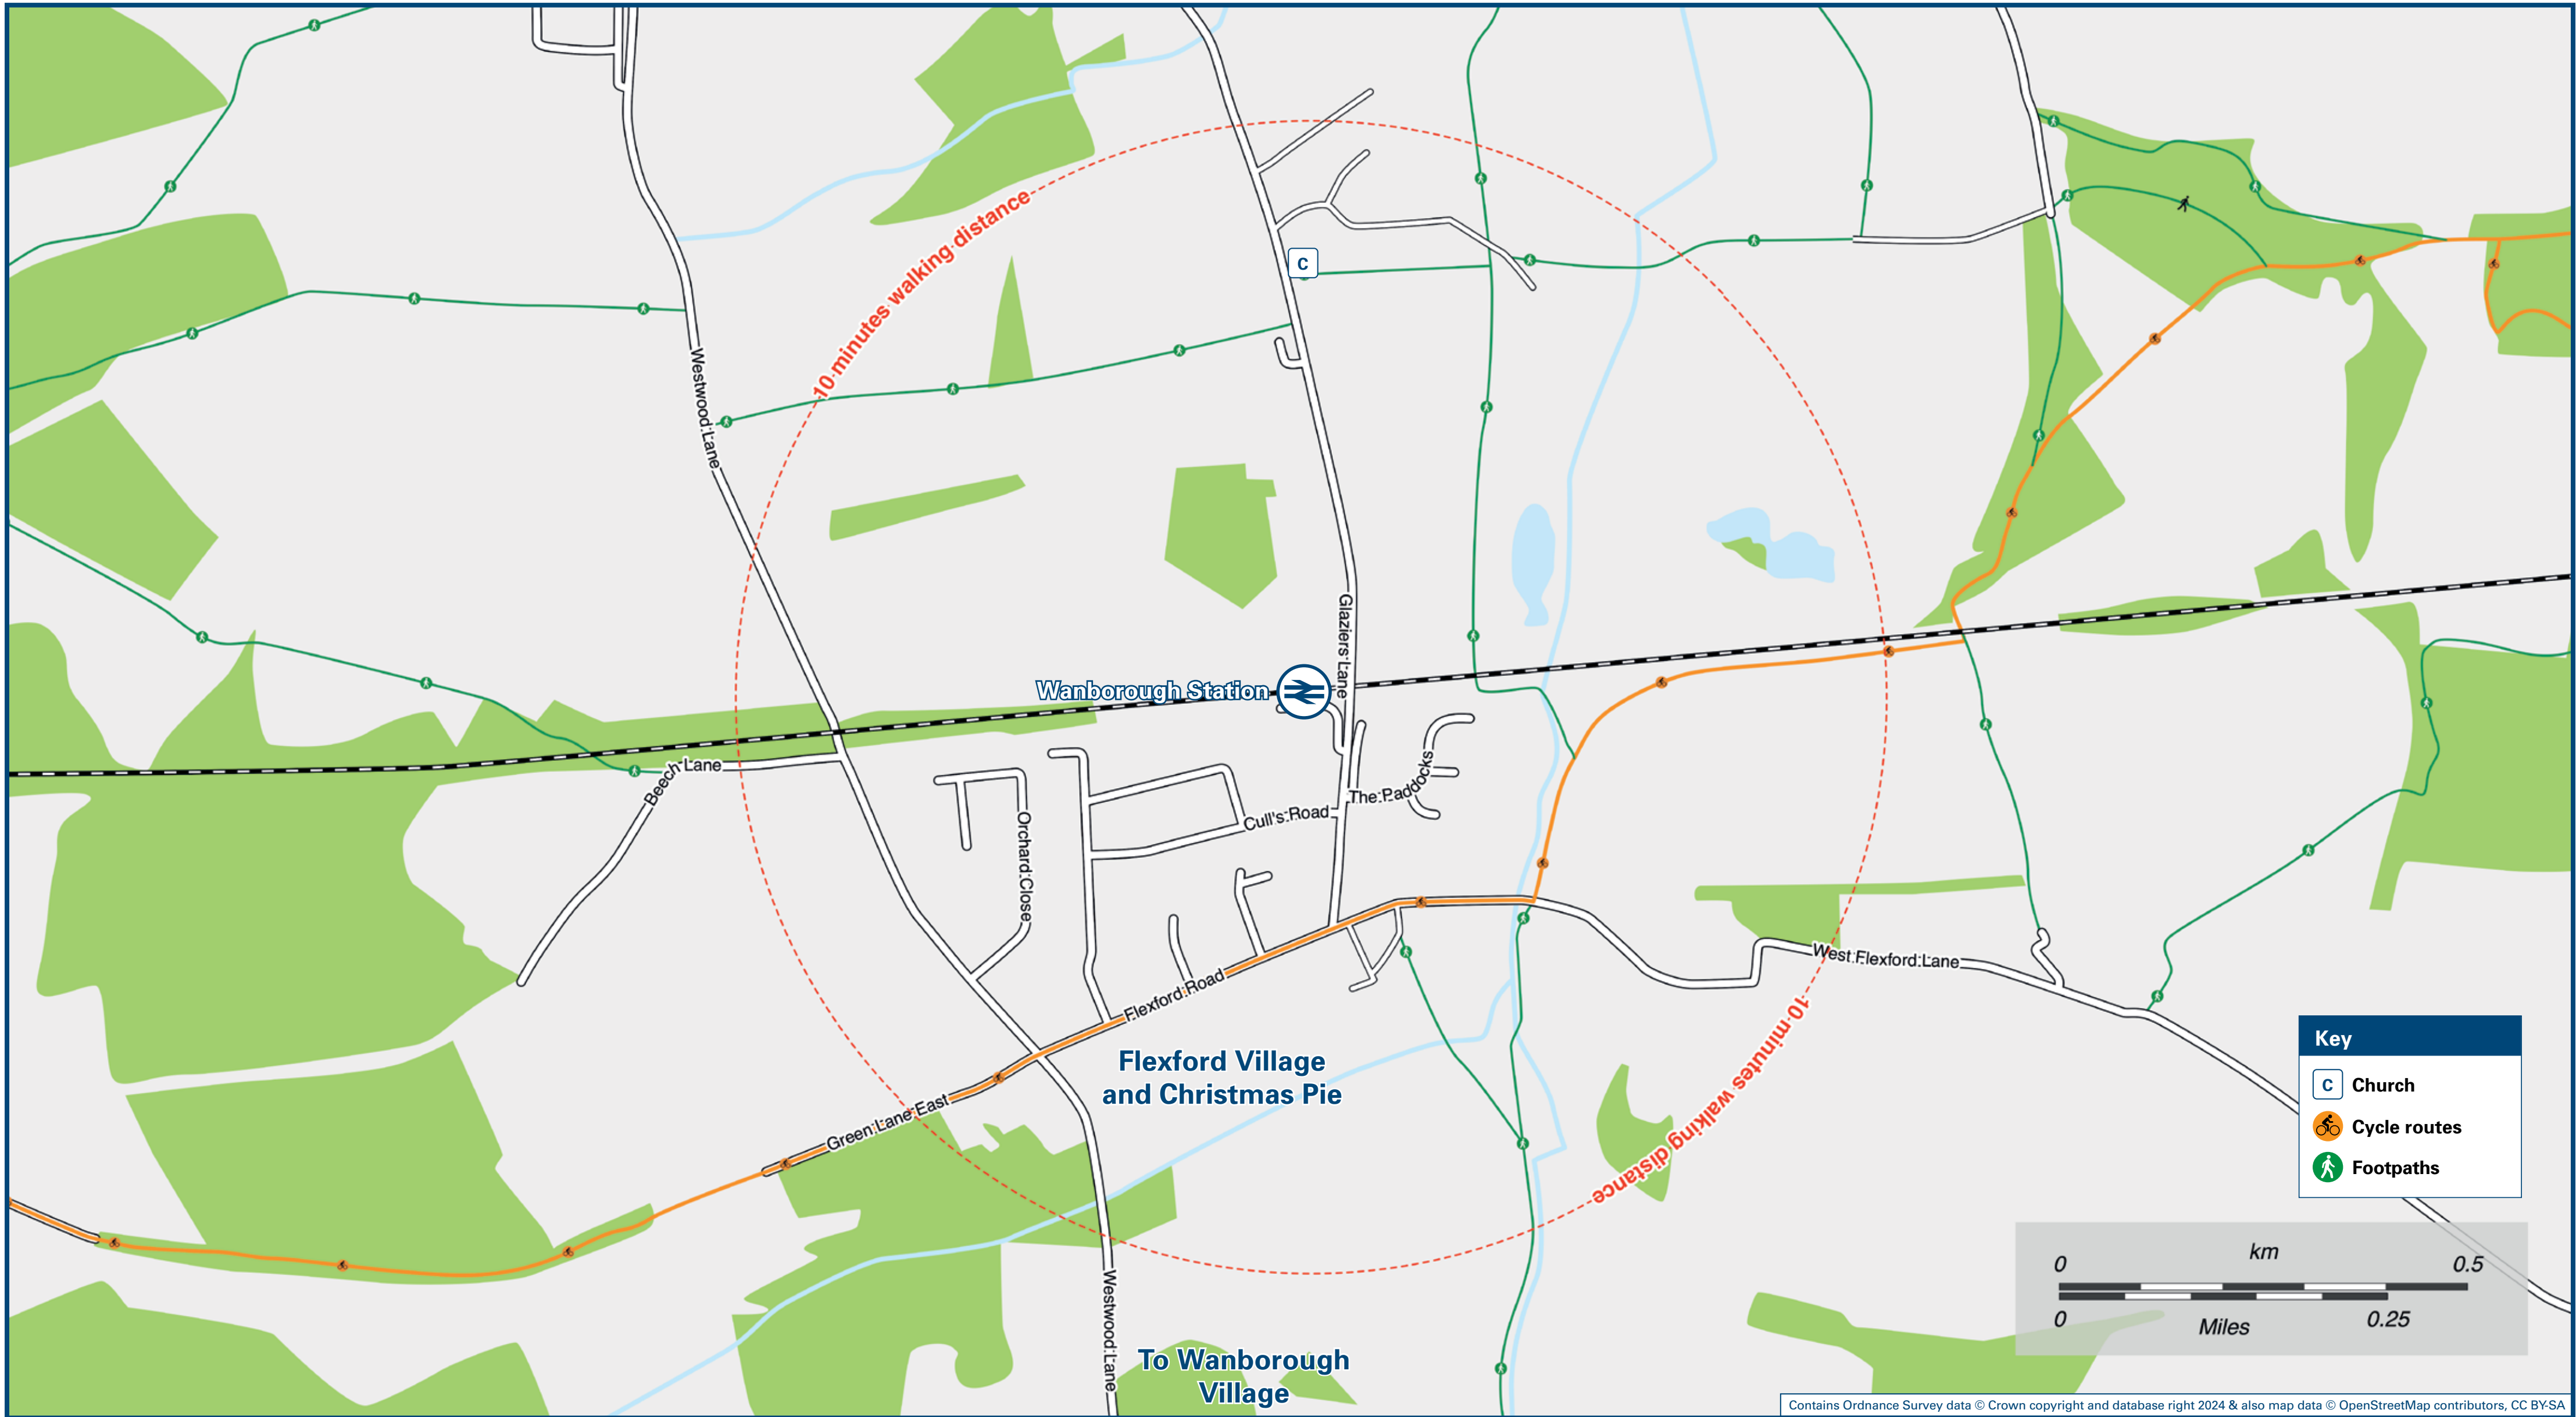 10 minutes walking distance
C
Westwood Lane
Glaziers Lane
Wanborough Station
Beech Lane
The Paddocks
Cull's Road
Orchard Close
West Flexford Lane
Flexford Road
10 minutes walking distance
Flexford Village
and Christmas Pie
Green Lane East
Westwood Lane
To Wanborough
Village
Key
C Church
Cycle routes
Footpaths
km
0 0.5
0 0.25
Miles
Contains Ordnance Survey data © Crown copyright and database right 2024 & also map data © OpenStreetMap contributors, CC BY-SA